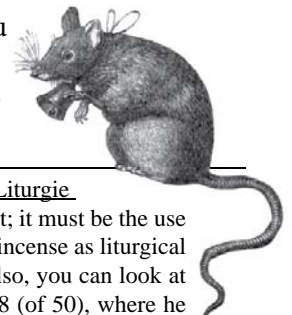 u
Liturgie
t; it must be the use
incense as liturgical
lso, you can look at
8 (of 50), where he